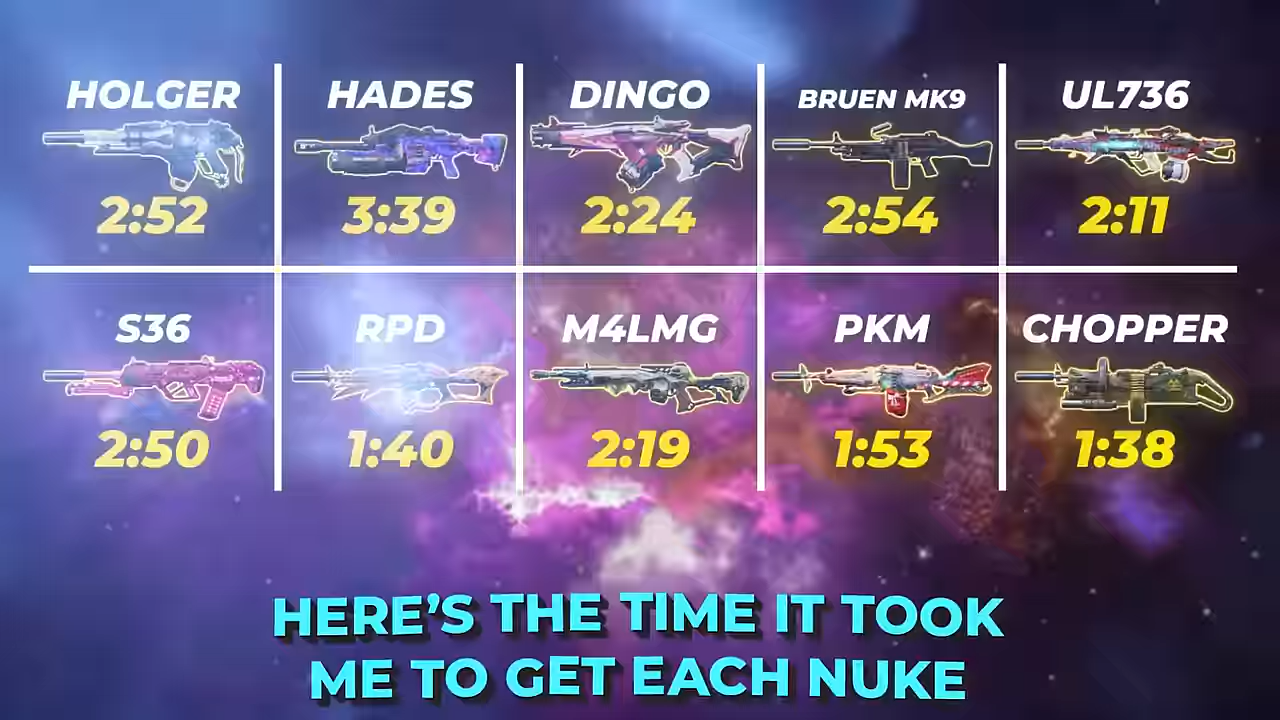 HOLGER
HADES
DINGO
BRUEN MK9
UL736
2:52
3:39
2:24
2:54
2:11
S36
RPD
M4LMG
PKM
CHOPPER
2:50
1:40
2:19
1:53
1:38
HERE'S THE TIME IT TOOK
ME TO GET EACH NUKE